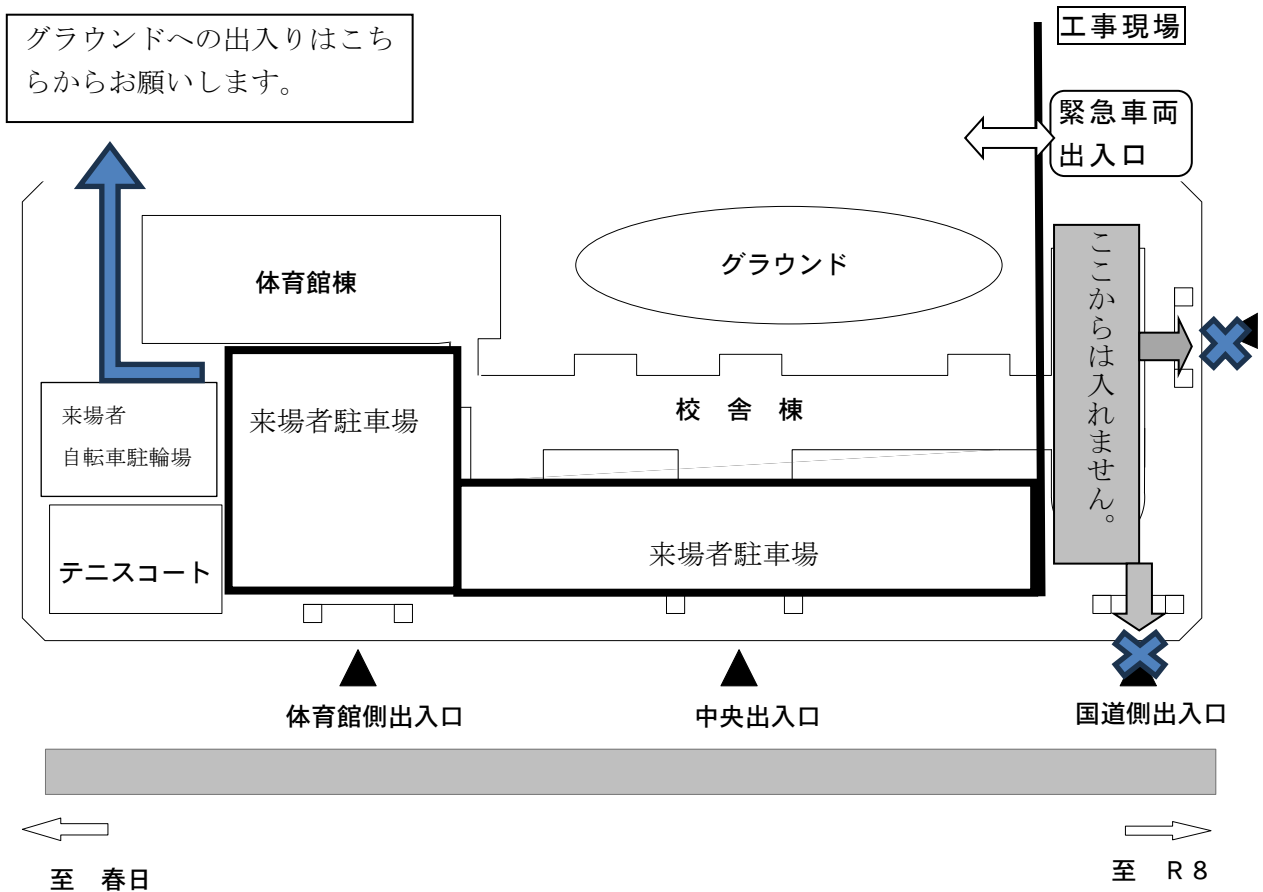 グラウンドへの出入りはこち
らからお願いします。
工事現場
緊急車両
出入口
体育館棟
グラウンド
ここからは入れません。
来場者
自転車駐輪場
来場者駐車場
校　舎　棟
テニスコート
来場者駐車場
体育館側出入口
中央出入口
国道側出入口
至　春日
至　Ｒ８